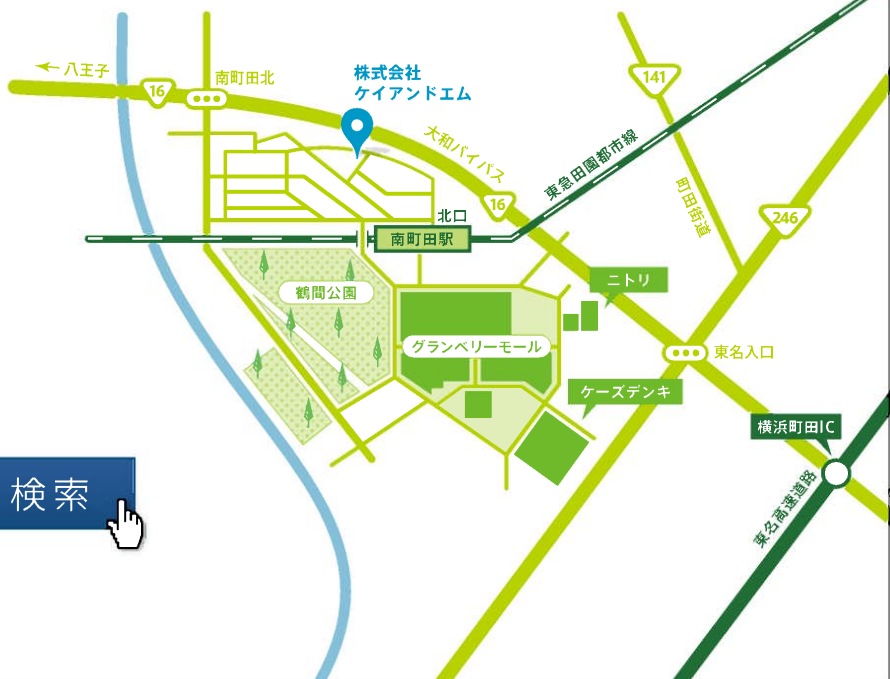 八王子
16
南町田北
株式会社
ケイアンドエム
大和バイパス
141
東急田園都市線
町田街道
16
246
北口
南町田駅
ニトリ
鶴間公園
グランベリーモール
東名入口
ケーズデンキ
横浜町田IC
検索
東名高速道路